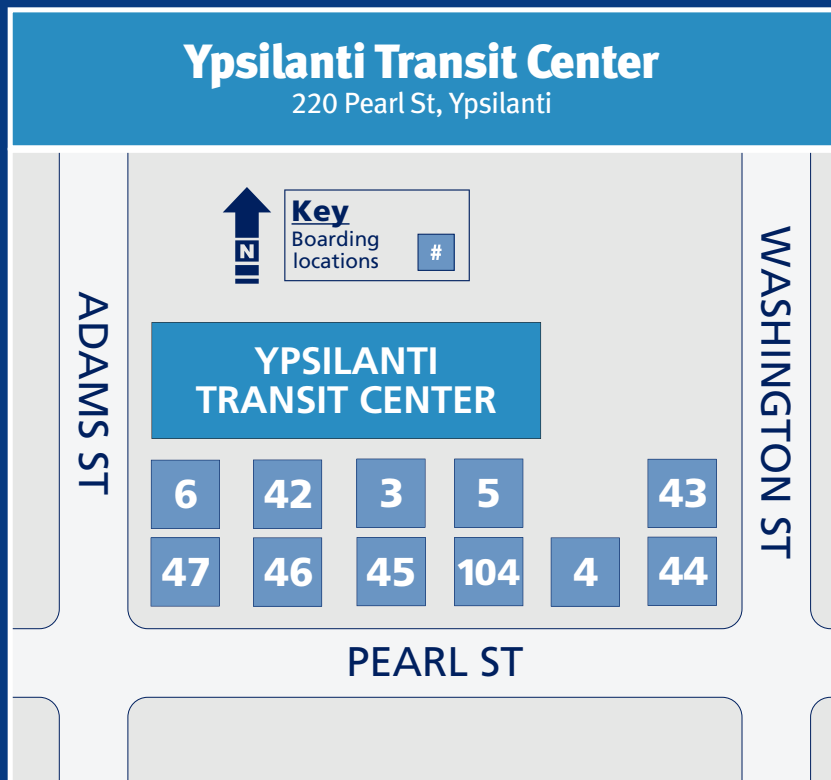 Ypsilanti Transit Center
220 Pearl St, Ypsilanti
N
Key
Boarding
locations
#
ADAMS ST
WASHINGTON ST
YPSILANTI
TRANSIT CENTER
6 42 3 5 43
47 46 45 104 4 44
PEARL ST